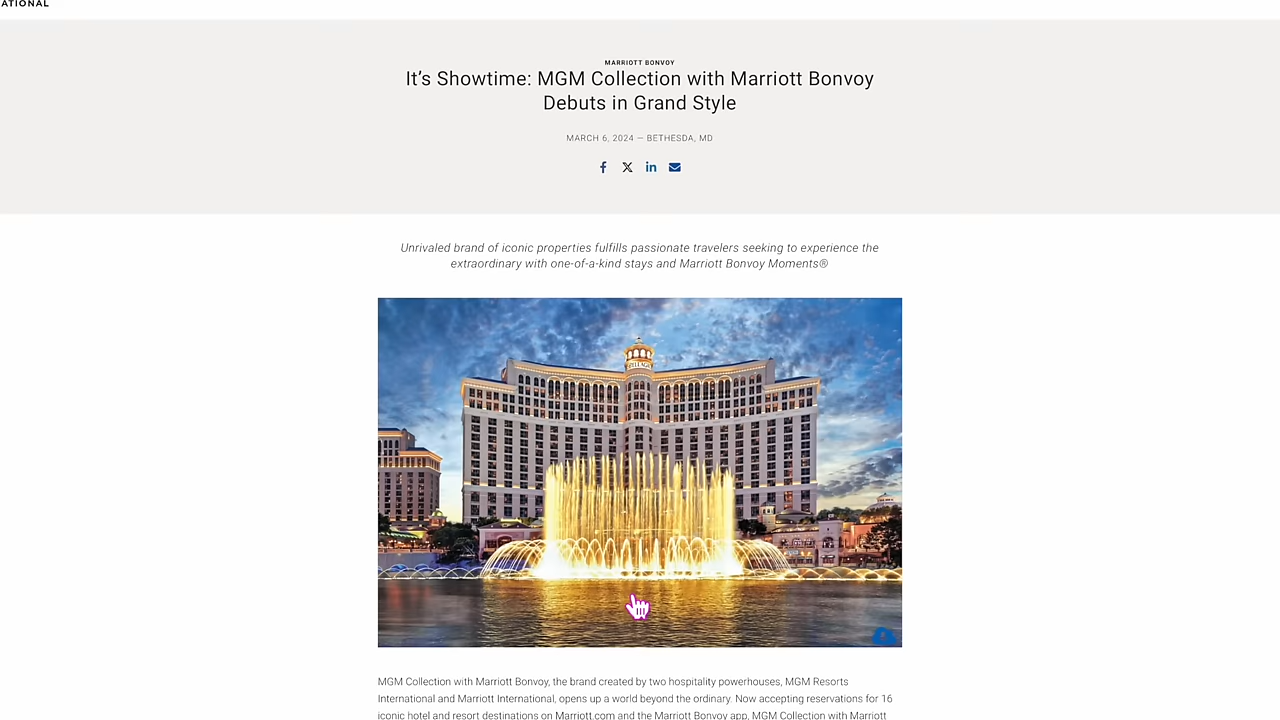 ATIONAL
MARRIOTT BONVOY
It’s Showtime: MGM Collection with Marriott Bonvoy
Debuts in Grand Style
MARCH 6, 2024 — BETHESDA, MD
Unrivaled brand of iconic properties fulfills passionate travelers seeking to experience the
extraordinary with one-of-a-kind stays and Marriott Bonvoy Moments®
BELLAGIO
MGM Collection with Marriott Bonvoy, the brand created by two hospitality powerhouses, MGM Resorts
International and Marriott International, opens up a world beyond the ordinary. Now accepting reservations for 16
iconic hotel and resort destinations on Marriott.com and the Marriott Bonvoy app, MGM Collection with Marriott